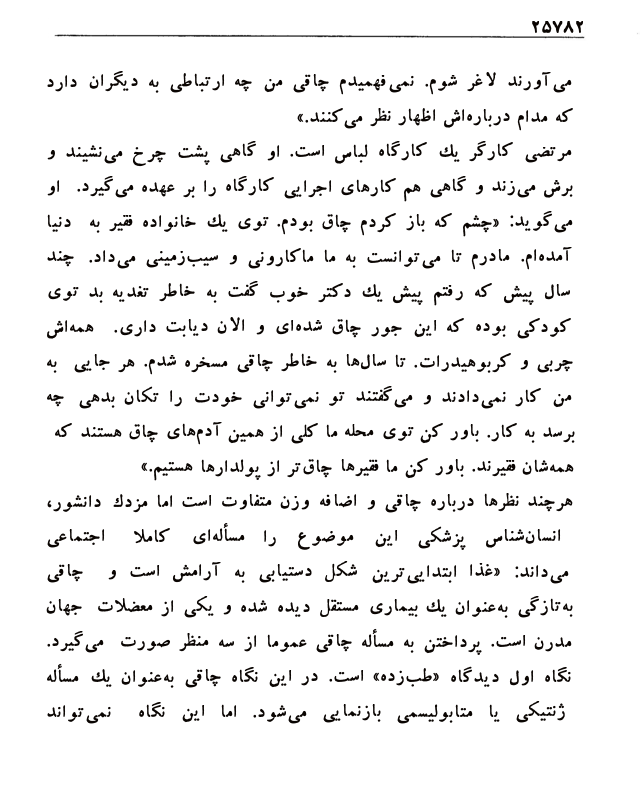 ۲۵۷۸۲
می‌آورند لاغر شوم. نمی‌فهمیدم چاقی من چه ارتباطی به دیگران دارد
که مدام درباره‌اش اظهار نظر می‌کنند.»
مرتضی کارگر یك کارگاه لباس است. او گاهی پشت چرخ می‌نشیند و
برش می‌زند و گاهی هم کارهای اجرایی کارگاه را بر عهده می‌گیرد. او
می‌گوید: «چشم که باز کردم چاق بودم. توی یك خانواده فقیر به دنیا
آمده‌ام. مادرم تا می‌توانست به ما ماکارونی و سیب‌زمینی می‌داد. چند
سال پیش که رفتم پیش یك دکتر خوب گفت به خاطر تغذیه بد توی
کودکی بوده که این جور چاق شده‌ای و الان دیابت داری. همه‌اش
چربی و کربوهیدرات. تا سال‌ها به خاطر چاقی مسخره شدم. هر جایی به
من کار نمی‌دادند و می‌گفتند تو نمی‌توانی خودت را تکان بدهی چه
برسد به کار. باور کن توی محله ما کلی از همین آدم‌های چاق هستند که
همه‌شان فقیرند. باور کن ما فقیرها چاق‌تر از پولدارها هستیم.»
هرچند نظرها درباره چاقی و اضافه وزن متفاوت است اما مزدك دانشور،
انسان‌شناس پزشکی این موضوع را مسأله‌ای کاملا اجتماعی
می‌داند: «غذا ابتدایی‌ترین شکل دستیابی به آرامش است و چاقی
به‌تازگی به‌عنوان یك بیماری مستقل دیده شده و یکی از معضلات جهان
مدرن است. پرداختن به مسأله چاقی عموما از سه منظر صورت می‌گیرد.
نگاه اول دیدگاه «طب‌زده» است. در این نگاه چاقی به‌عنوان یك مسأله
ژنتیکی یا متابولیسمی بازنمایی می‌شود. اما این نگاه نمی‌تواند